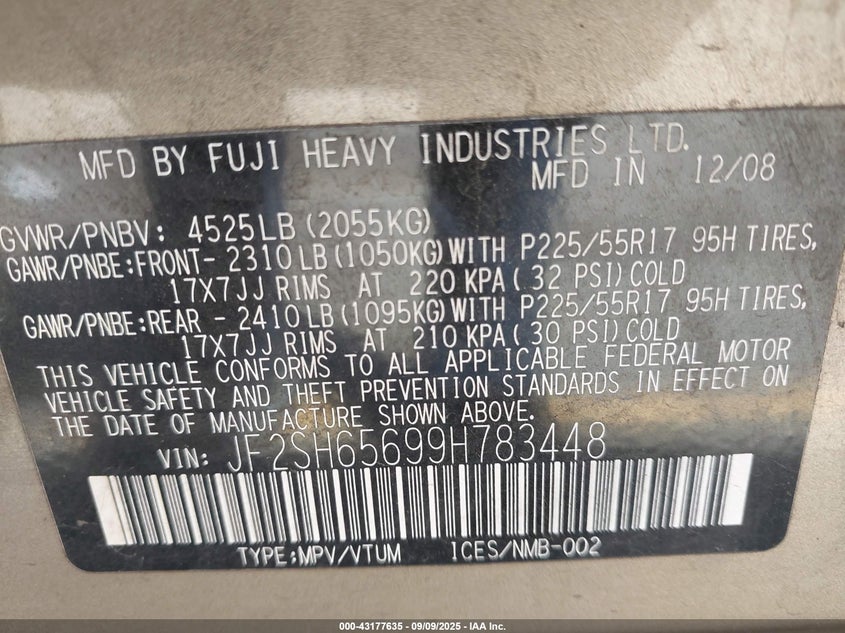 MFD BY FUJI HEAVY INDUSTRIES LTD.
MFD IN 12/08
GVWR/PNBV: 4525LB (2055KG)
GAWR/PNBE:FRONT- 2310 LB (1050KG) WITH P225/55R17 95H TIRES,
17X7JJ RIMS AT 220 KPA ( 32 PSI) COLD
GAWR/PNBE:REAR - 2410 LB (1095KG) WITH P225/55R17 95H TIRES,
17X7JJ RIMS AT 210 KPA ( 30 PSI) COLD
THIS VEHICLE CONFORMS TO ALL APPLICABLE FEDERAL MOTOR
VEHICLE SAFETY AND THEFT PREVENTION STANDARDS IN EFFECT ON
THE DATE OF MANUFACTURE SHOWN ABOVE.
VIN: JF2SH65699H783448
TYPE:MPV/VTUM ICES/NMB-002
000-43177635 - 09/09/2025 - IAA Inc.